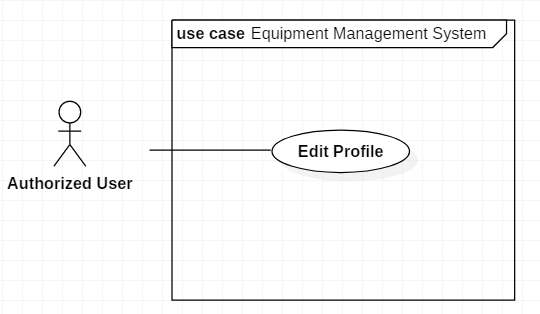 use case Equipment Management System
Edit Profile
Authorized User